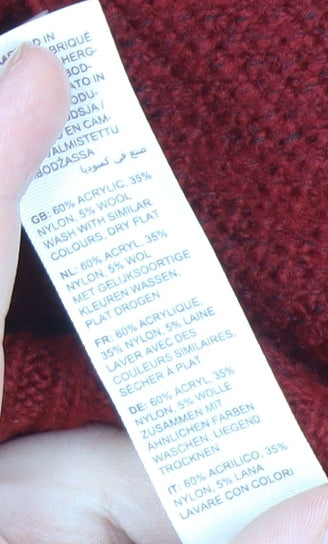 D IN
BRIQUE
HERG-
BOD-
ATO IN
ODU-
ODSJA /
O EN CAM-
VALMISTETTU
BODŽASSA
صنع في كمبوديا
GB: 60% ACRYLIC, 35%
NYLON, 5% WOOL
WASH WITH SIMILAR
COLOURS, DRY FLAT
NL: 60% ACRYL, 35%
NYLON, 5% WOL
MET GELIJKSOORTIGE
KLEUREN WASSEN,
PLAT DROGEN
FR: 60% ACRYLIQUE,
35% NYLON, 5% LAINE
LAVER AVEC DES
COULEURS SIMILAIRES,
SÉCHER À PLAT
DE: 60% ACRYL, 35%
NYLON, 5% WOLLE
ZUSAMMEN MIT
ÄHNLICHEN FARBEN
WASCHEN, LIEGEND
TROCKNEN
IT: 60% ACRILICO, 35%
NYLON, 5% LANA
LAVARE CON COLORI